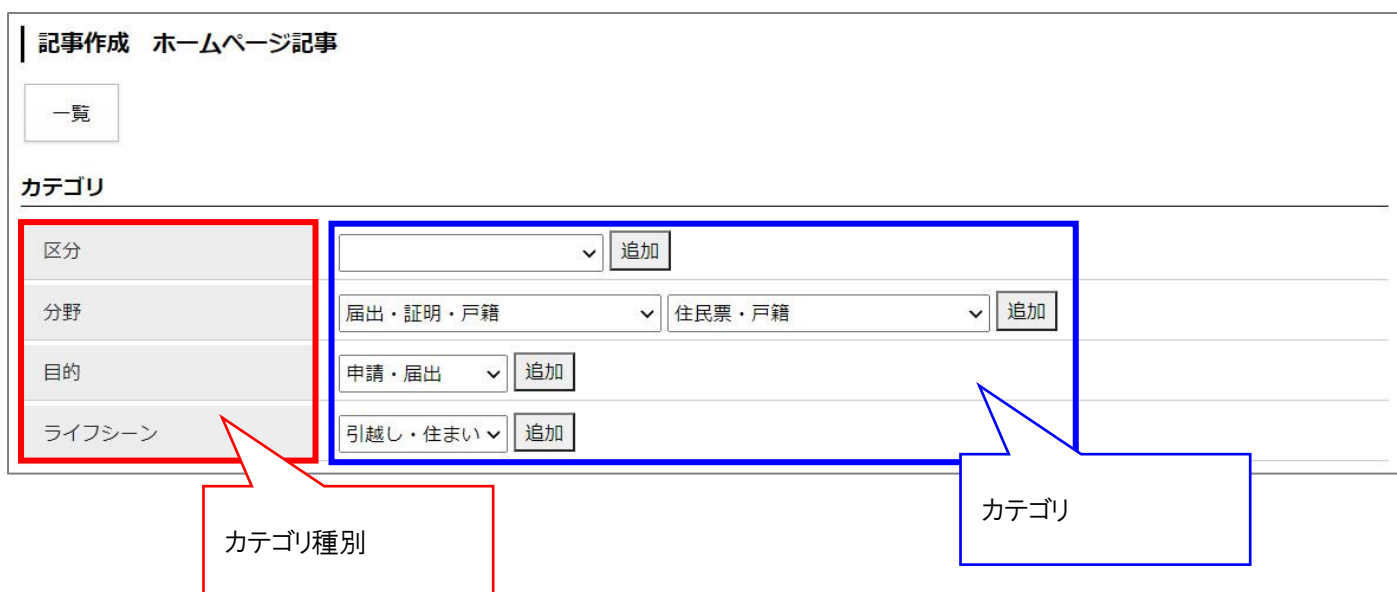 記事作成　ホームページ記事
一覧
カテゴリ
区分 追加
分野 届出・証明・戸籍 住民票・戸籍 追加
目的 申請・届出 追加
ライフシーン 引越し・住まい 追加
カテゴリ
カテゴリ種別